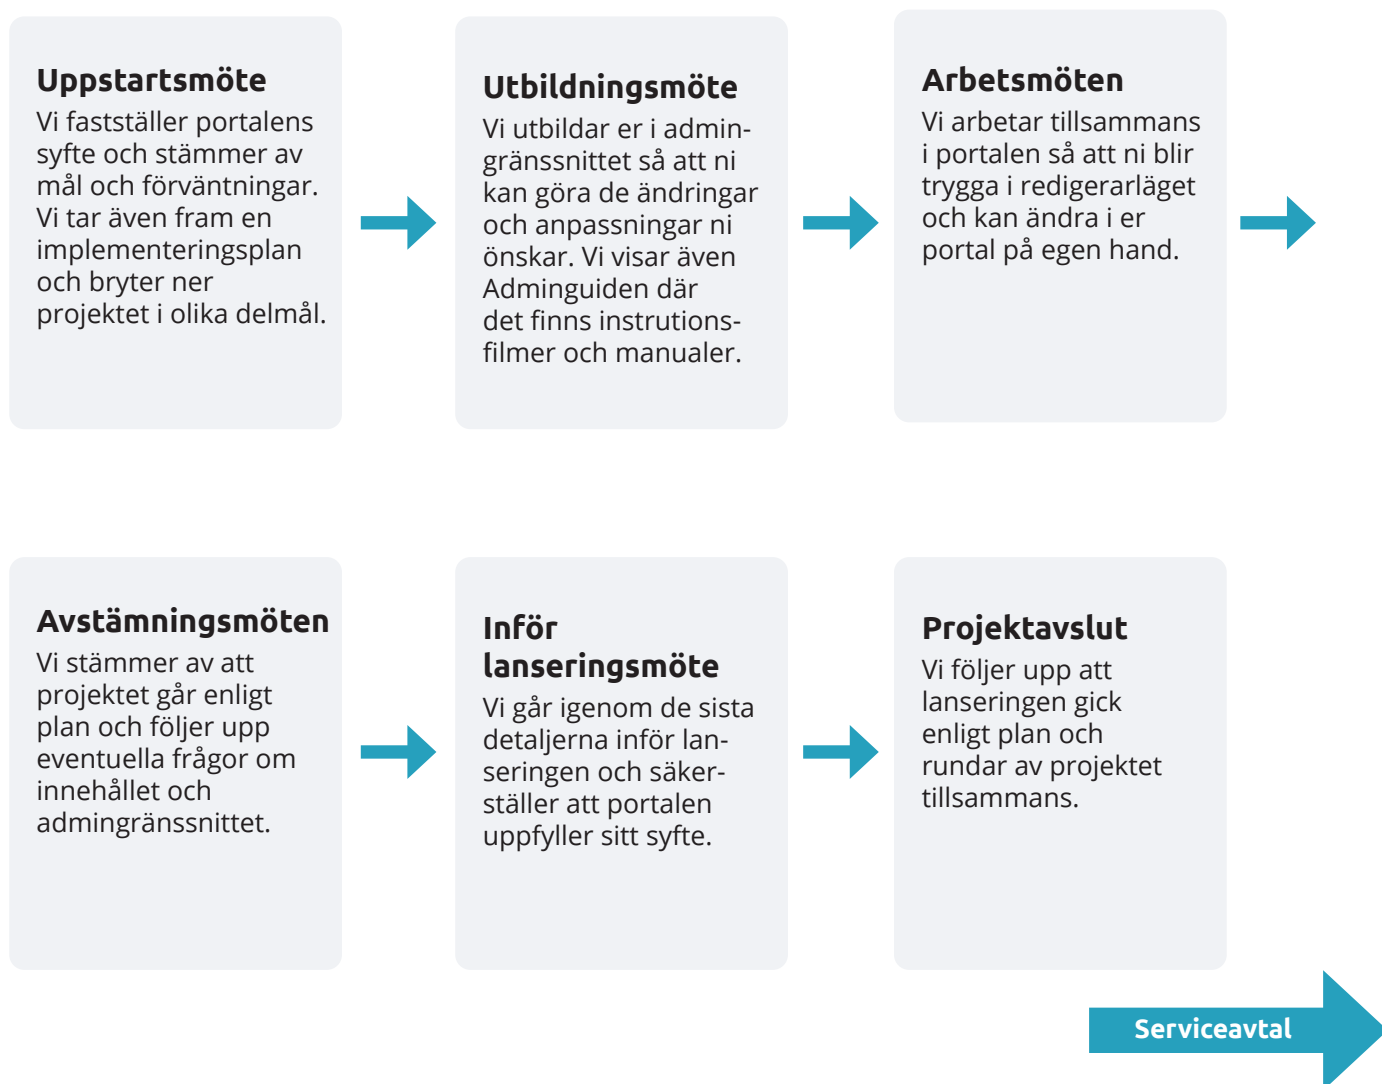 Uppstartsmöte
Vi fastställer portalens
syfte och stämmer av
mål och förväntningar.
Vi tar även fram en
implementeringsplan
och bryter ner
projektet i olika delmål.
Utbildningsmöte
Vi utbildar er i admin-
gränssnittet så att ni
kan göra de ändringar
och anpassningar ni
önskar. Vi visar även
Adminguiden där
det finns instrutions-
filmer och manualer.
Arbetsmöten
Vi arbetar tillsammans
i portalen så att ni blir
trygga i redigerarläget
och kan ändra i er
portal på egen hand.
Avstämningsmöten
Vi stämmer av att
projektet går enligt
plan och följer upp
eventuella frågor om
innehållet och
admingränssnittet.
Inför
lanseringsmöte
Vi går igenom de sista
detaljerna inför lan-
seringen och säker-
ställer att portalen
uppfyller sitt syfte.
Projektavslut
Vi följer upp att
lanseringen gick
enligt plan och
rundar av projektet
tillsammans.
Serviceavtal